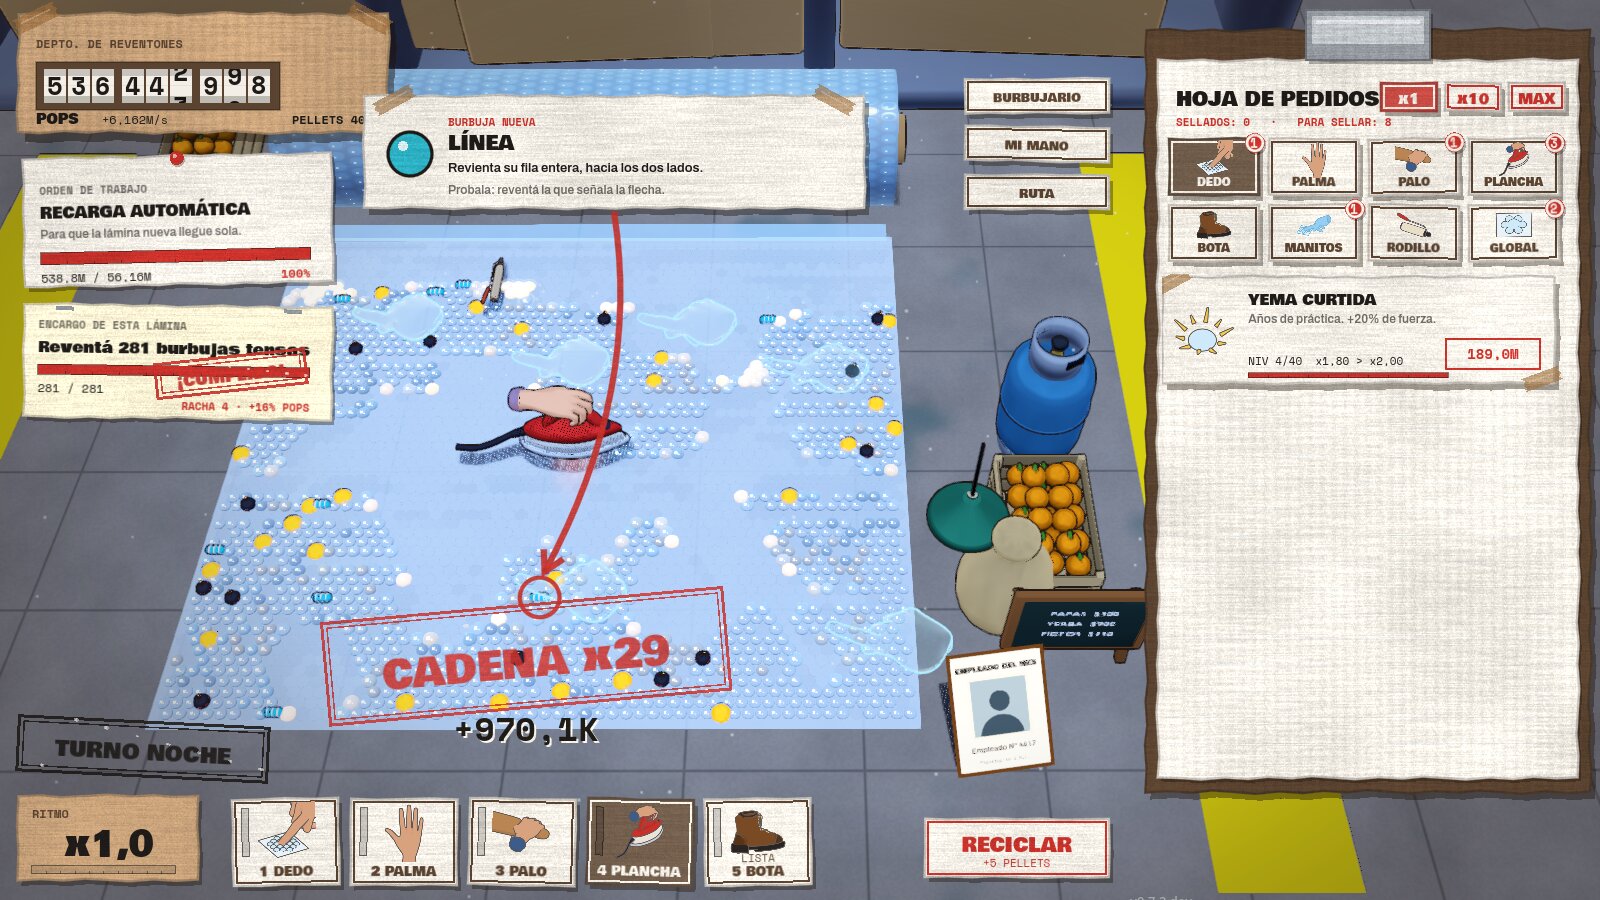 DEPTO. DE REVENTONES
POPS
+6,162M/s
PELLETS 40
ORDEN DE TRABAJO
RECARGA AUTOMÁTICA
Para que la lámina nueva llegue sola.
538.8M / 56,16M
100%
ENCARGO DE ESTA LÁMINA
Reventá 281 burbujas tensas
281 / 281
RACHA 4 · +16% POPS
BURBUJA NUEVA
LÍNEA
Revienta su fila entera, hacia los dos lados.
Probala: reventá la que señala la flecha.
BURBUJARIO
MI MANO
RUTA
HOJA DE PEDIDOS
x1
x10
MAX
SELLADOS: 0 · PARA SELLAR: 8
DEDO
1
PALMA
PALO
1
PLANCHA
3
BOTA
MANITOS
1
RODILLO
GLOBAL
2
YEMA CURTIDA
Años de práctica. +20% de fuerza.
NIV 4/40 x1,80 > x2,00
189,0M
CADENA x29
+970,1K
TURNO NOCHE
EMPLEADO DEL MES
RITMO
x1,0
1 DEDO
2 PALMA
3 PALO
4 PLANCHA
LISTA
5 BOTA
RECICLAR
+5 PELLETS